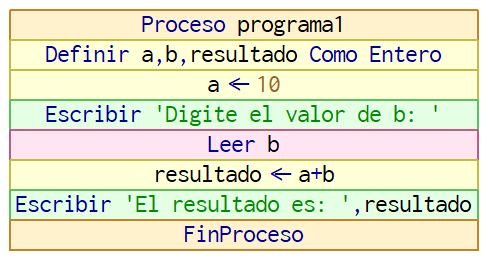 Proceso programa1
Definir a,b,resultado Como Entero
a ← 10
Escribir 'Digite el valor de b: '
Leer b
resultado ← a+b
Escribir 'El resultado es: ',resultado
FinProceso